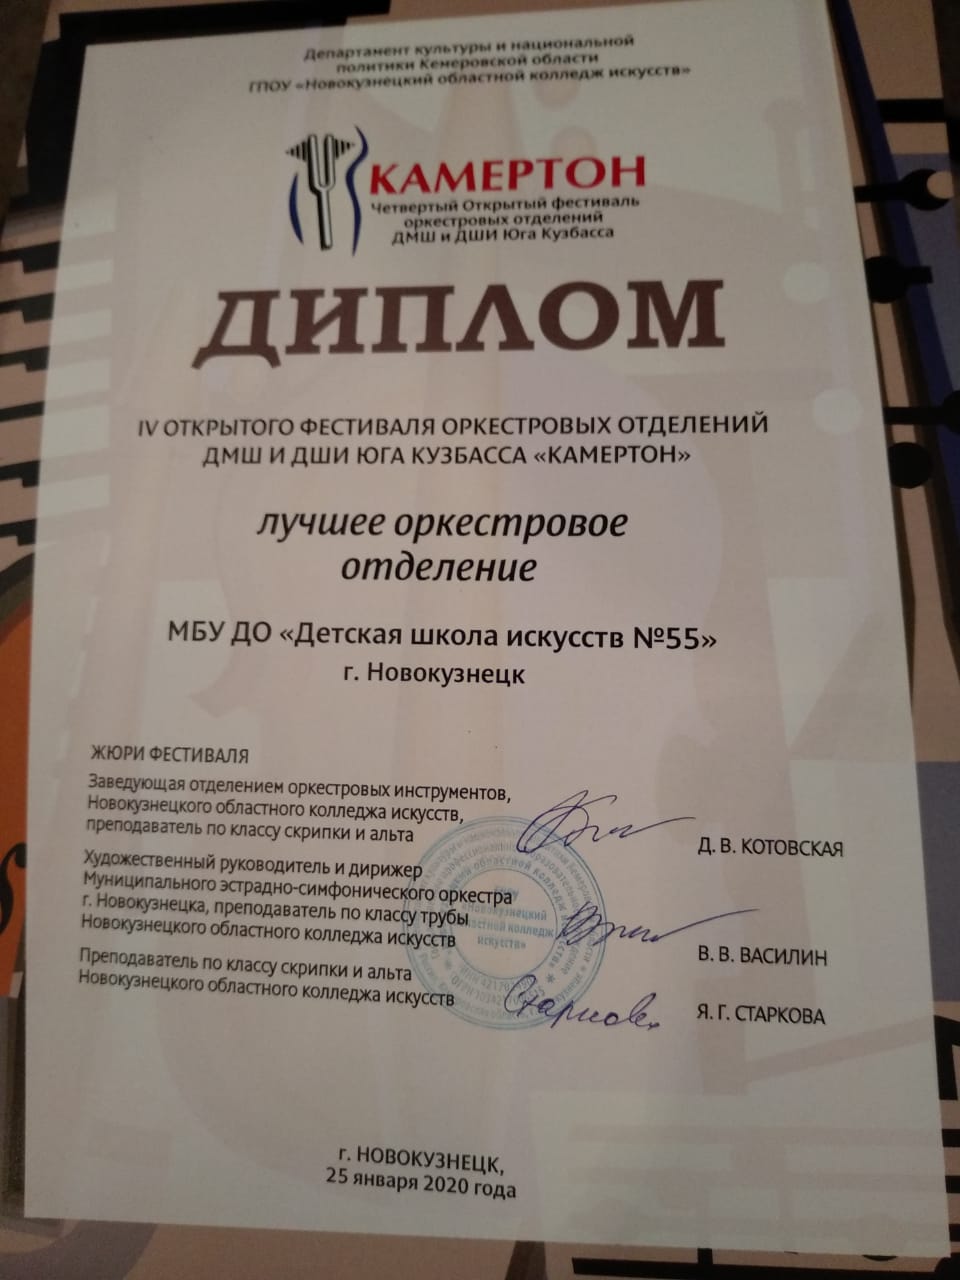 Департамент культуры и национальной
политики Кемеровской области
ГПОУ «Новокузнецкий областной колледж искусств»
КАМЕРТОН
Четвертый Открытый фестиваль
оркестровых отделений
ДМШ и ДШИ Юга Кузбасса
ДИПЛОМ
IV ОТКРЫТОГО ФЕСТИВАЛЯ ОРКЕСТРОВЫХ ОТДЕЛЕНИЙ
ДМШ И ДШИ ЮГА КУЗБАССА «КАМЕРТОН»
лучшее оркестровое
отделение
МБУ ДО «Детская школа искусств №55»
г. Новокузнецк
ЖЮРИ ФЕСТИВАЛЯ
Заведующая отделением оркестровых инструментов,
Новокузнецкого областного колледжа искусств,
преподаватель по классу скрипки и альта
Д. В. КОТОВСКАЯ
Художественный руководитель и дирижер
Муниципального эстрадно-симфонического оркестра
г. Новокузнецка, преподаватель по классу трубы
Новокузнецкого областного колледжа искусств
В. В. ВАСИЛИН
Преподаватель по классу скрипки и альта
Новокузнецкого областного колледжа искусств
Я. Г. СТАРКОВА
«Новокузнецкий
областной колледж
искусств»
г. НОВОКУЗНЕЦК,
25 января 2020 года